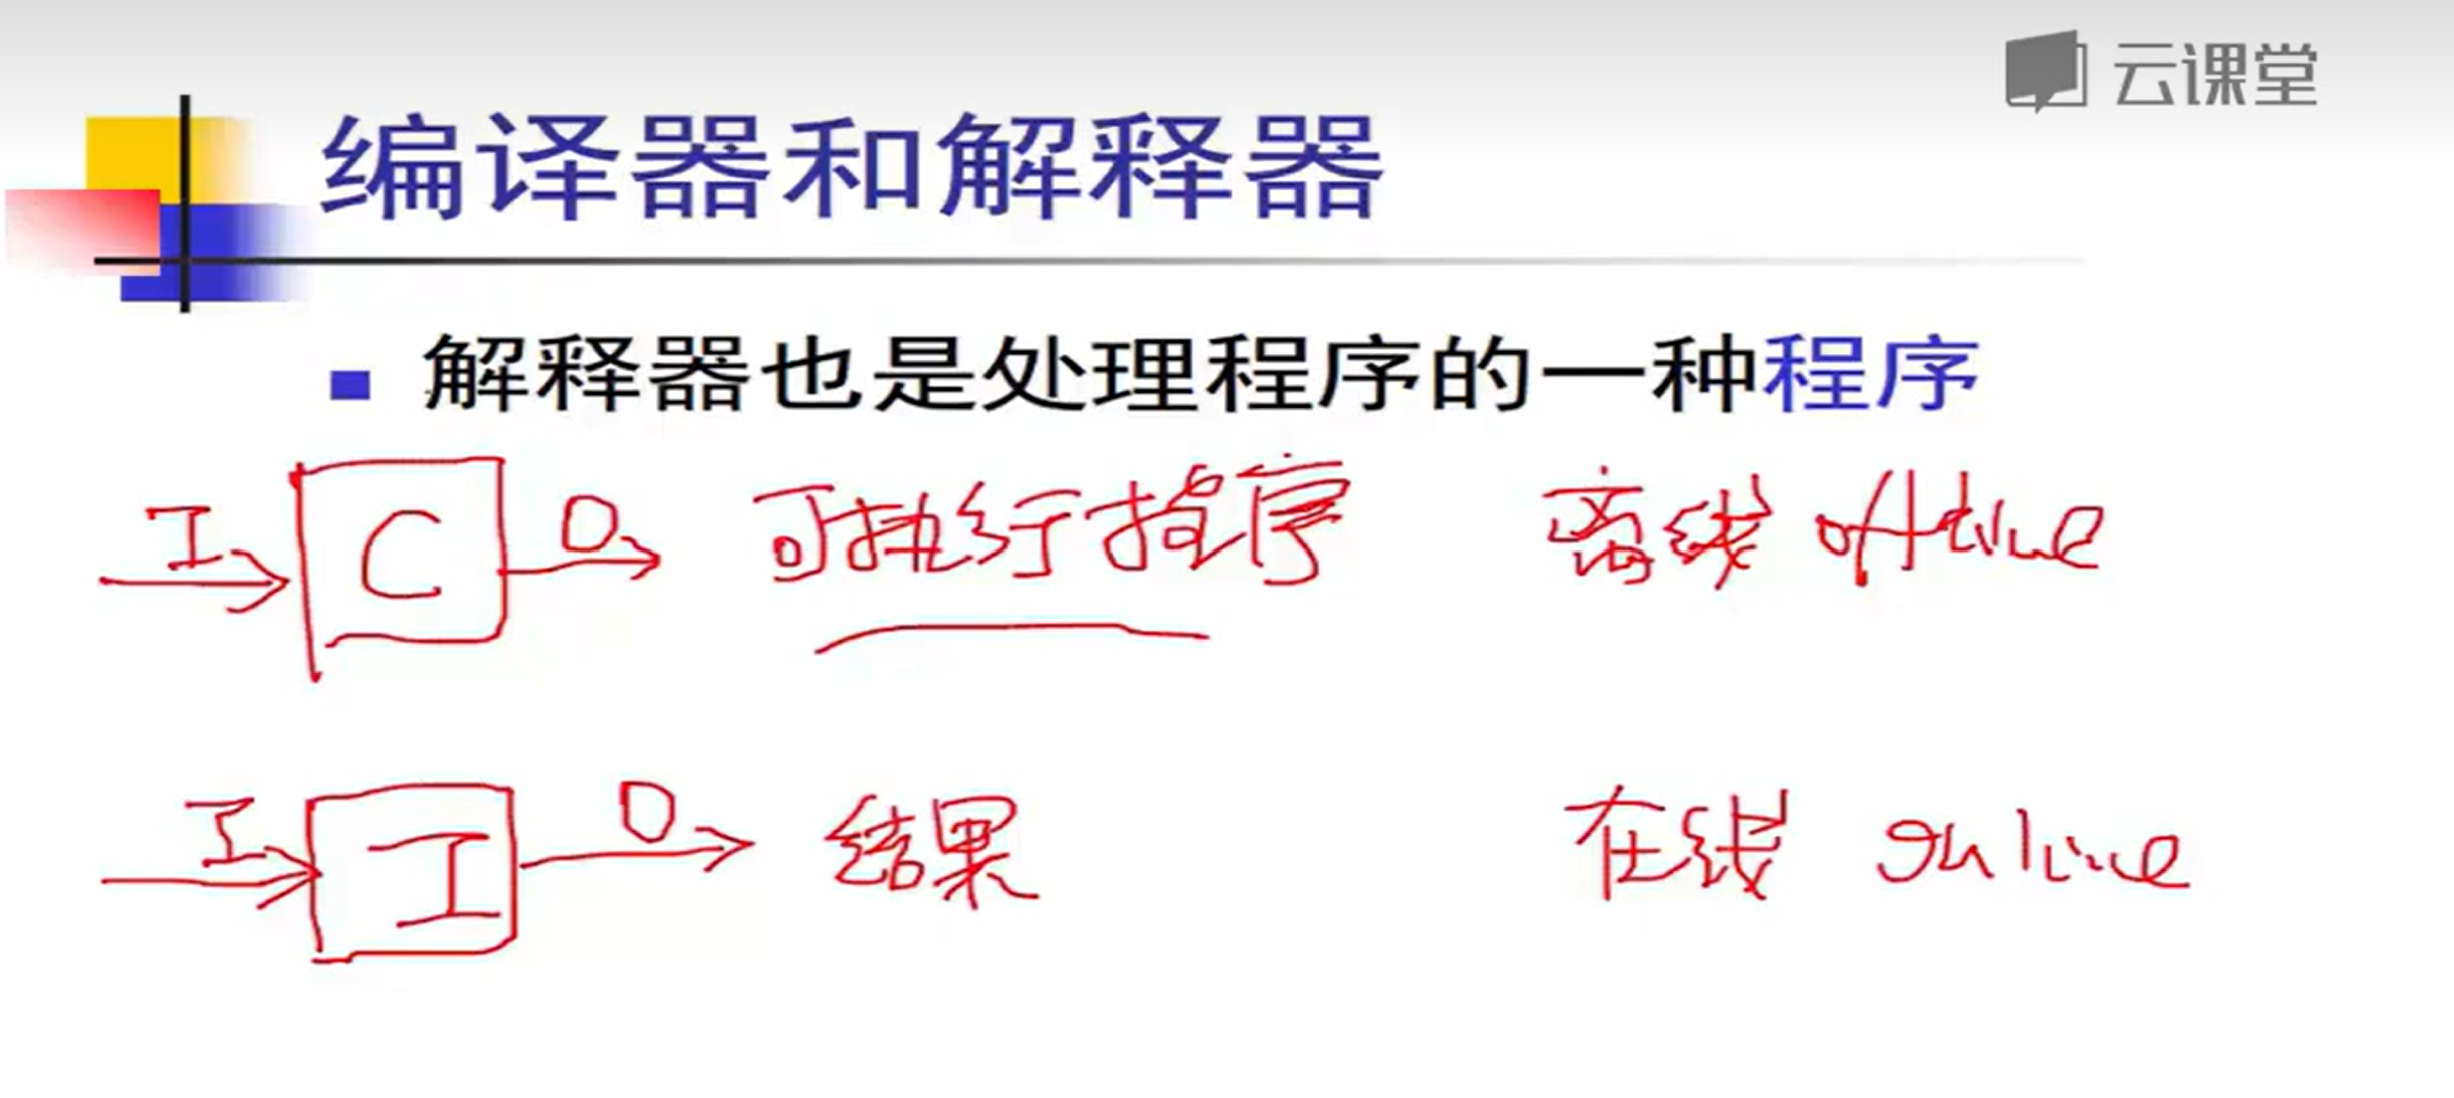 云课堂
编译器和解释器
解释器也是处理程序的一种程序
I C O 可执行程序 离线 offline
I I O 结果 在线 online